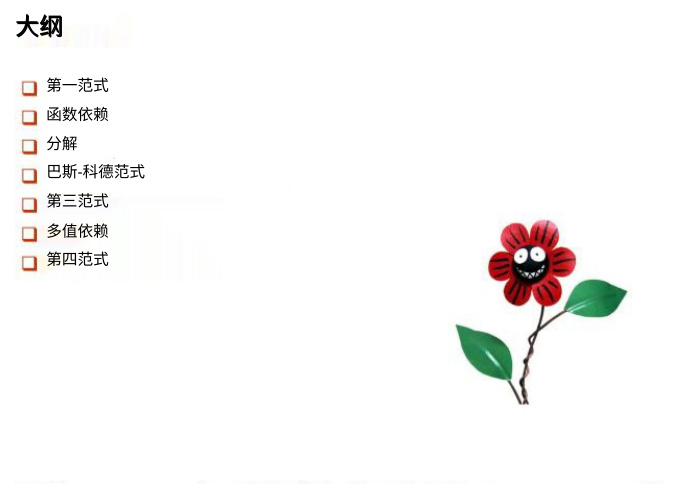 大纲
第一范式
函数依赖
分解
巴斯-科德范式
第三范式
多值依赖
第四范式